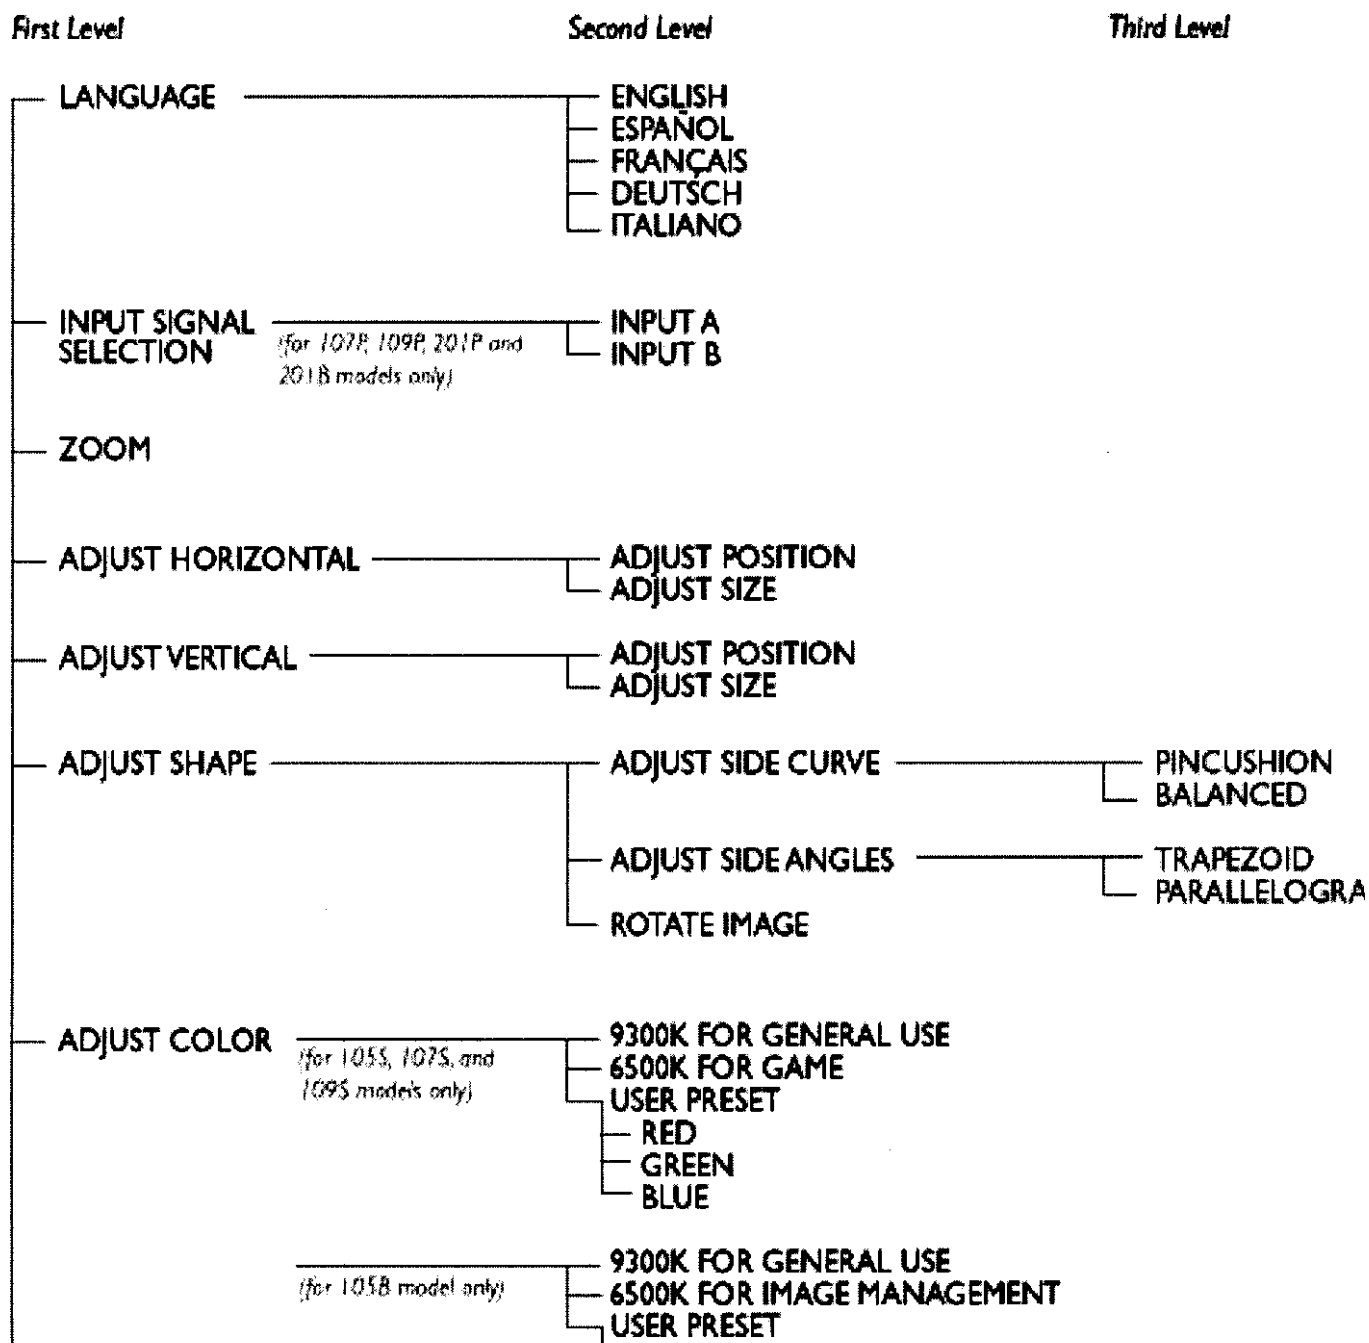 First Level Second Level Third Level
LANGUAGE ENGLISH
ESPAÑOL
FRANÇAIS
DEUTSCH
ITALIANO
INPUT SIGNAL
SELECTION
(for 107P, 109P, 201P and
201B models only)
INPUT A
INPUT B
ZOOM
ADJUST HORIZONTAL ADJUST POSITION
ADJUST SIZE
ADJUST VERTICAL ADJUST POSITION
ADJUST SIZE
ADJUST SHAPE ADJUST SIDE CURVE PINCUSHION
BALANCED
ADJUST SIDE ANGLES TRAPEZOID
PARALLELOGRA
ROTATE IMAGE
ADJUST COLOR
(for 105S, 107S, and
109S models only)
9300K FOR GENERAL USE
6500K FOR GAME
USER PRESET
RED
GREEN
BLUE
(for 105B model only)
9300K FOR GENERAL USE
6500K FOR IMAGE MANAGEMENT
USER PRESET